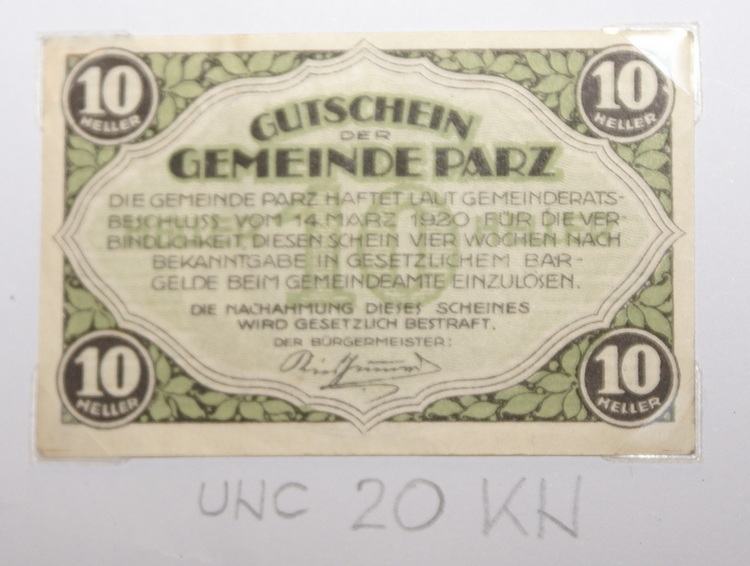 10 HELLER
10 HELLER
GUTSCHEIN
DER
GEMEINDE PARZ
DIE GEMEINDE PARZ HAFTET LAUT GEMEINDERATS-
BESCHLUSS VOM 14. MÄRZ 1920 FÜR DIE VER-
BINDLICHKEIT, DIESEN SCHEIN VIER WOCHEN NACH
BEKANNTGABE IN GESETZLICHEM BAR-
GELDE BEIM GEMEINDEAMTE EINZULÖSEN.
DIE NACHAHMUNG DIESES SCHEINES
WIRD GESETZLICH BESTRAFT.
DER BÜRGERMEISTER:
10 HELLER
10 HELLER
UNC 20 KN